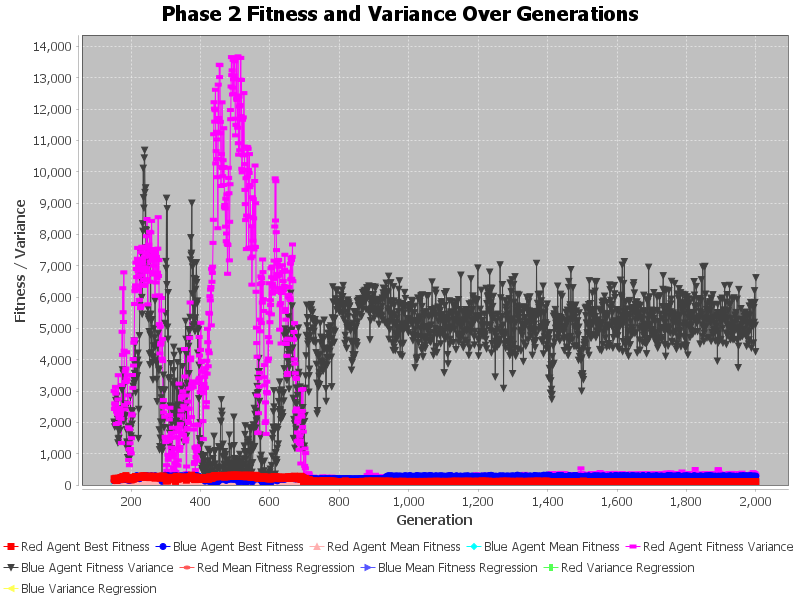 Phase 2 Fitness and Variance Over Generations
14,000
13,000
12,000
11,000
10,000
9,000
8,000
7,000
6,000
5,000
4,000
3,000
2,000
1,000
0
Fitness / Variance
200 400 600 800 1,000 1,200 1,400 1,600 1,800 2,000
Generation
Red Agent Best Fitness Blue Agent Best Fitness Red Agent Mean Fitness Blue Agent Mean Fitness Red Agent Fitness Variance
Blue Agent Fitness Variance Red Mean Fitness Regression Blue Mean Fitness Regression Red Variance Regression
Blue Variance Regression